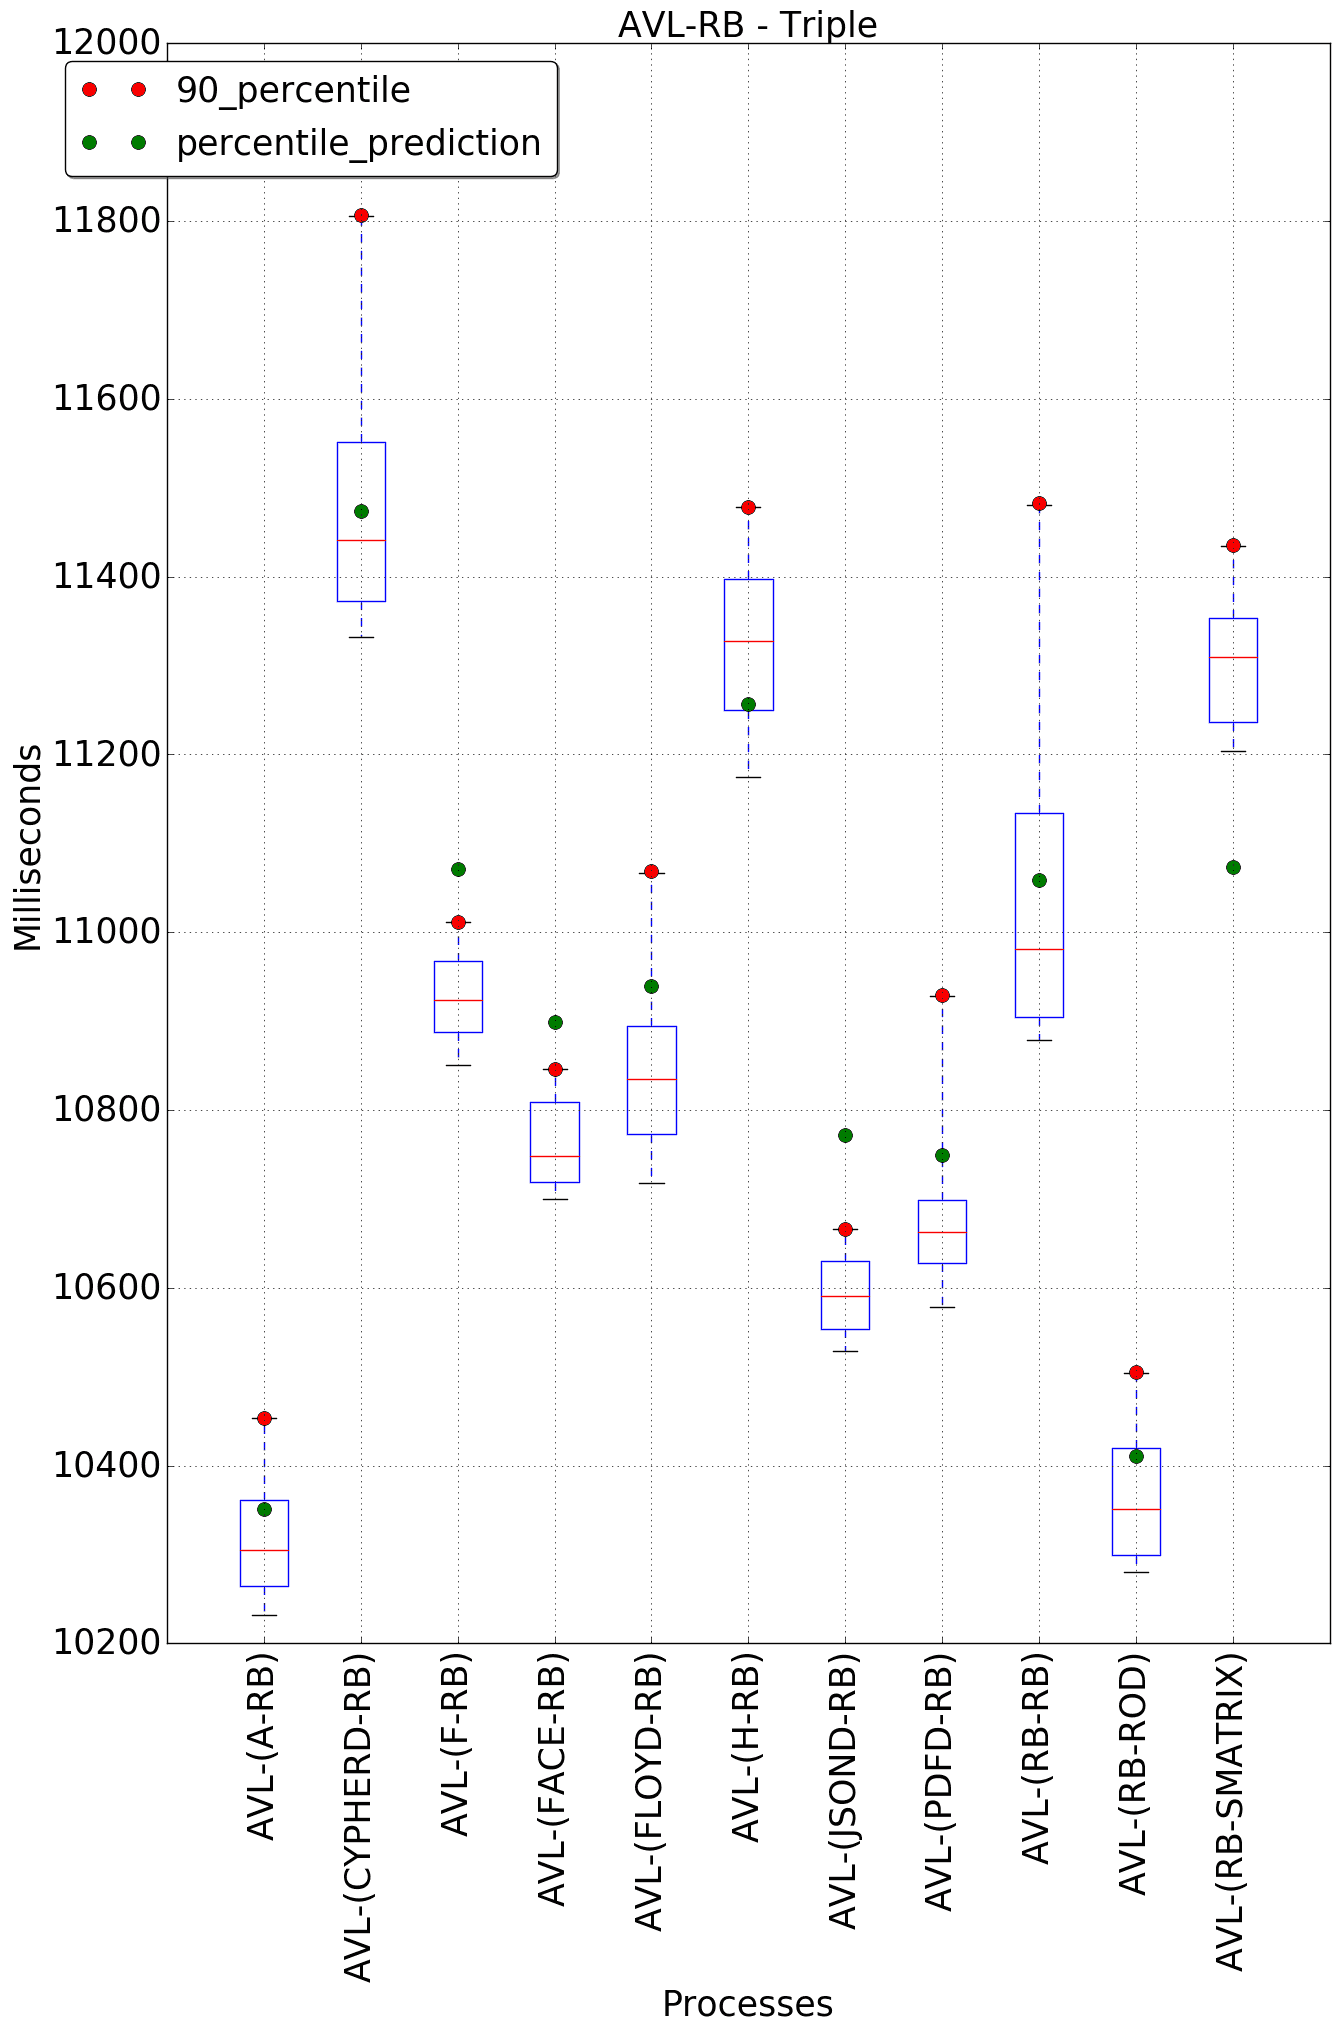 AVL-RB - Triple
12000
90_percentile
percentile_prediction
11800
11600
11400
11200
11000
10800
10600
10400
10200
Milliseconds
AVL-(A-RB)
AVL-(CYPHERD-RB)
AVL-(F-RB)
AVL-(FACE-RB)
AVL-(FLOYD-RB)
AVL-(H-RB)
AVL-(JSOND-RB)
AVL-(PDFD-RB)
AVL-(RB-RB)
AVL-(RB-ROD)
AVL-(RB-SMATRIX)
Processes